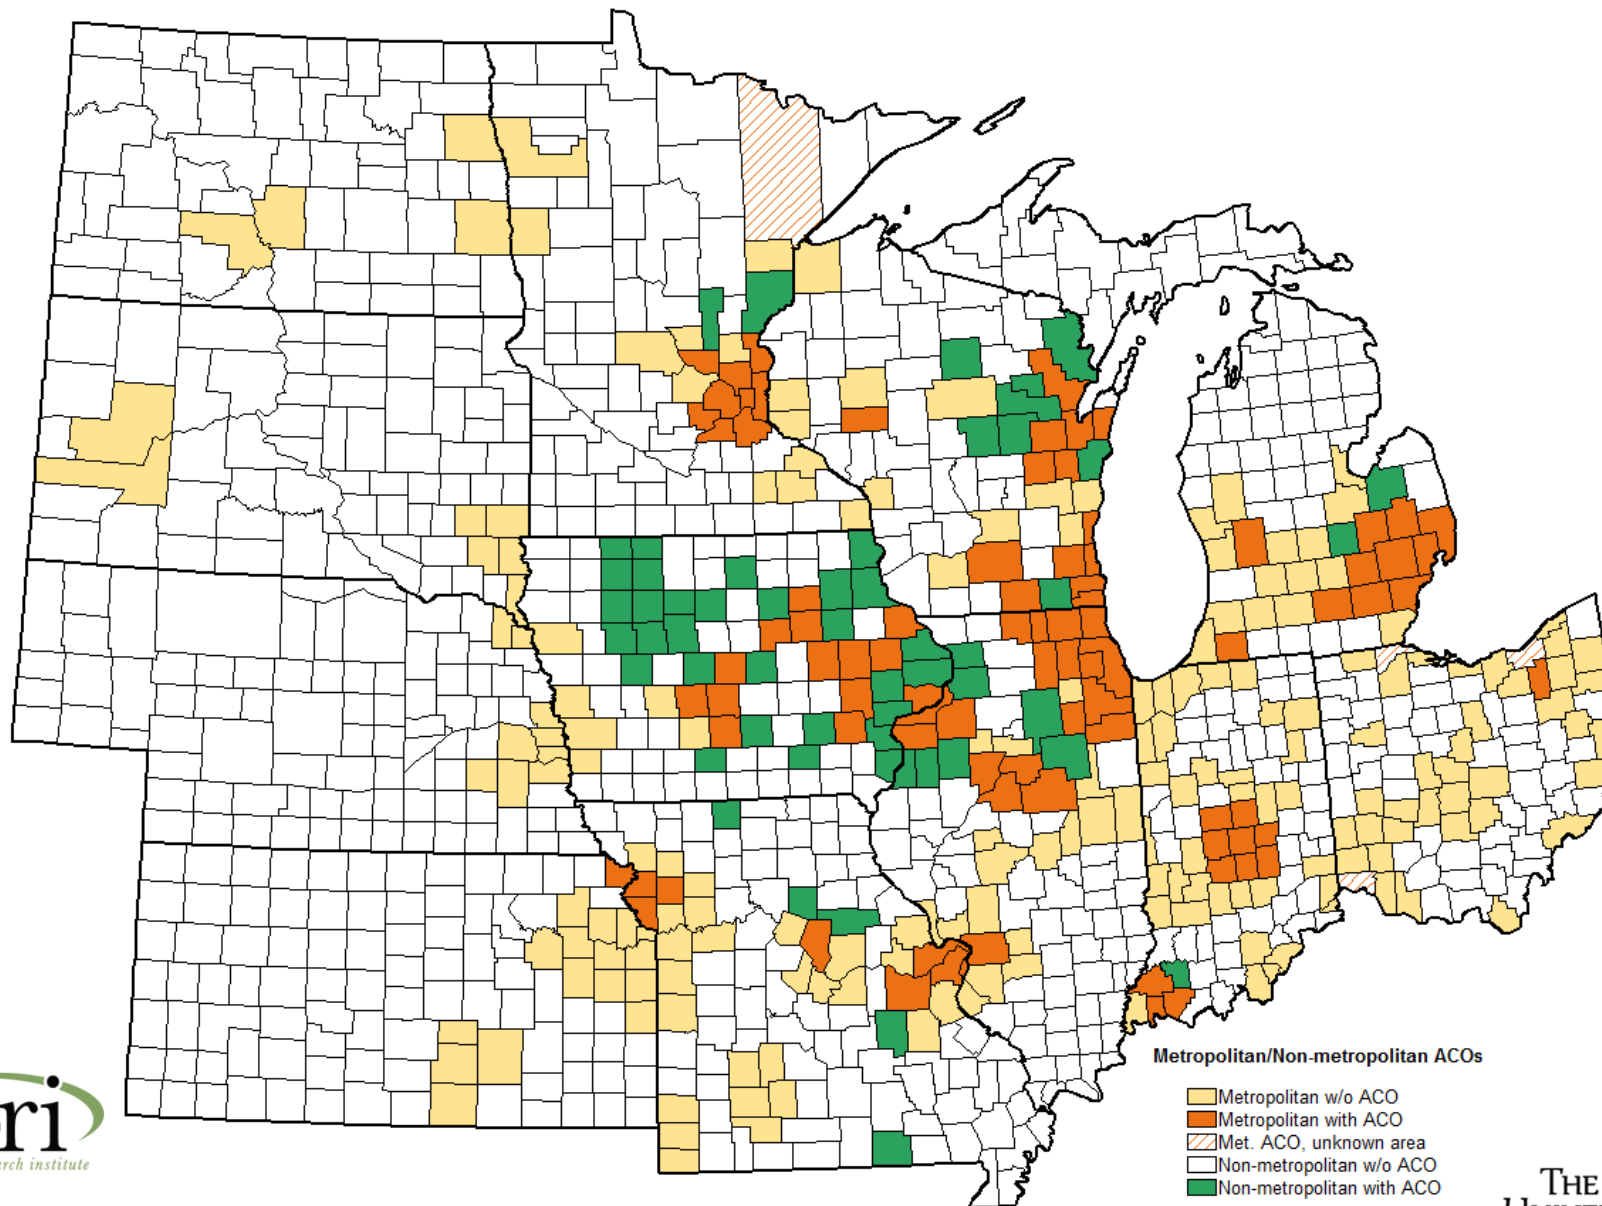 Metropolitan/Non-metropolitan ACOs
Metropolitan w/o ACO
Metropolitan with ACO
Met. ACO, unknown area
Non-metropolitan w/o ACO
Non-metropolitan with ACO
ri
rch institute
THE